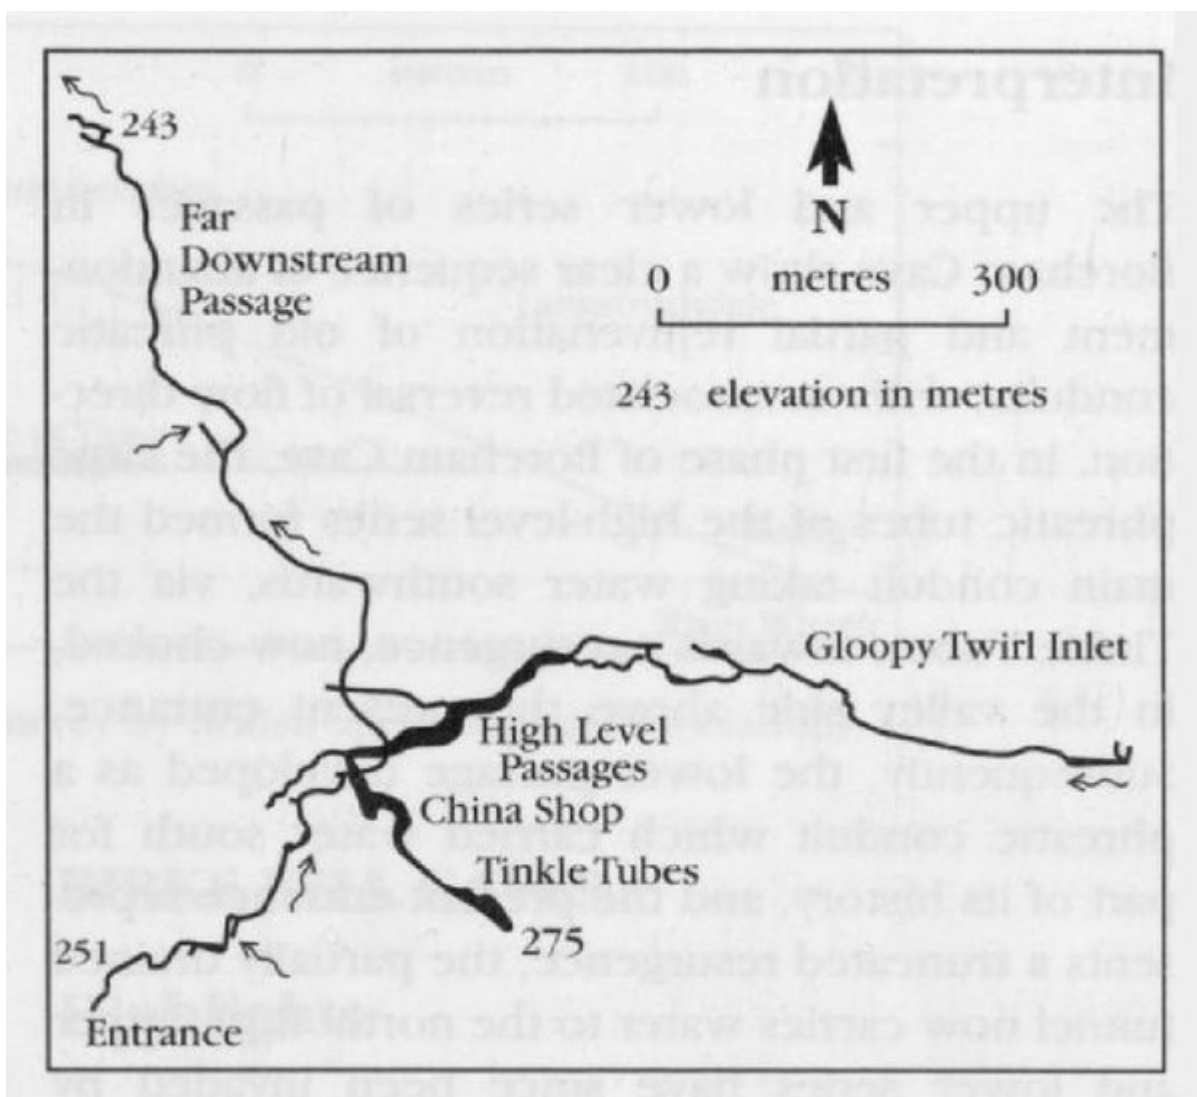 243
Far
Downstream
Passage
N
0 metres 300
243 elevation in metres
Gloopy Twirl Inlet
High Level
Passages
China Shop
Tinkle Tubes
275
251
Entrance